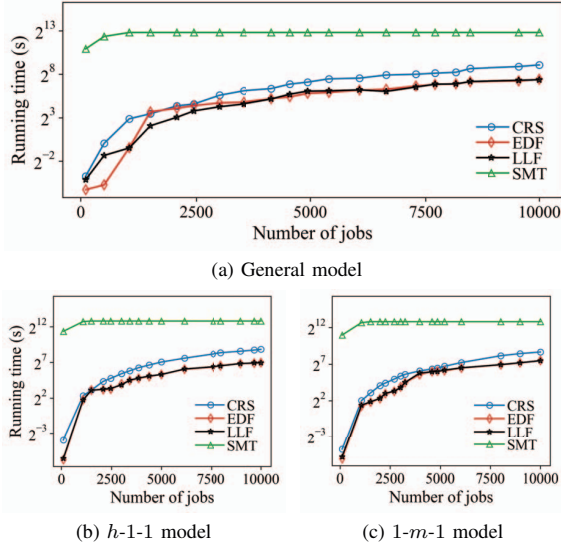 Running time (s)
2^13
2^8
2^3
2^−2
CRS
EDF
LLF
SMT
0 2500 5000 7500 10000
Number of jobs
(a) General model
Running time (s)
2^12
2^7
2^2
2^−3
CRS
EDF
LLF
SMT
0 2500 5000 7500 10000
Number of jobs
(b) h-1-1 model
Running time (s)
2^12
2^7
2^2
2^−3
CRS
EDF
LLF
SMT
0 2500 5000 7500 10000
Number of jobs
(c) 1-m-1 model